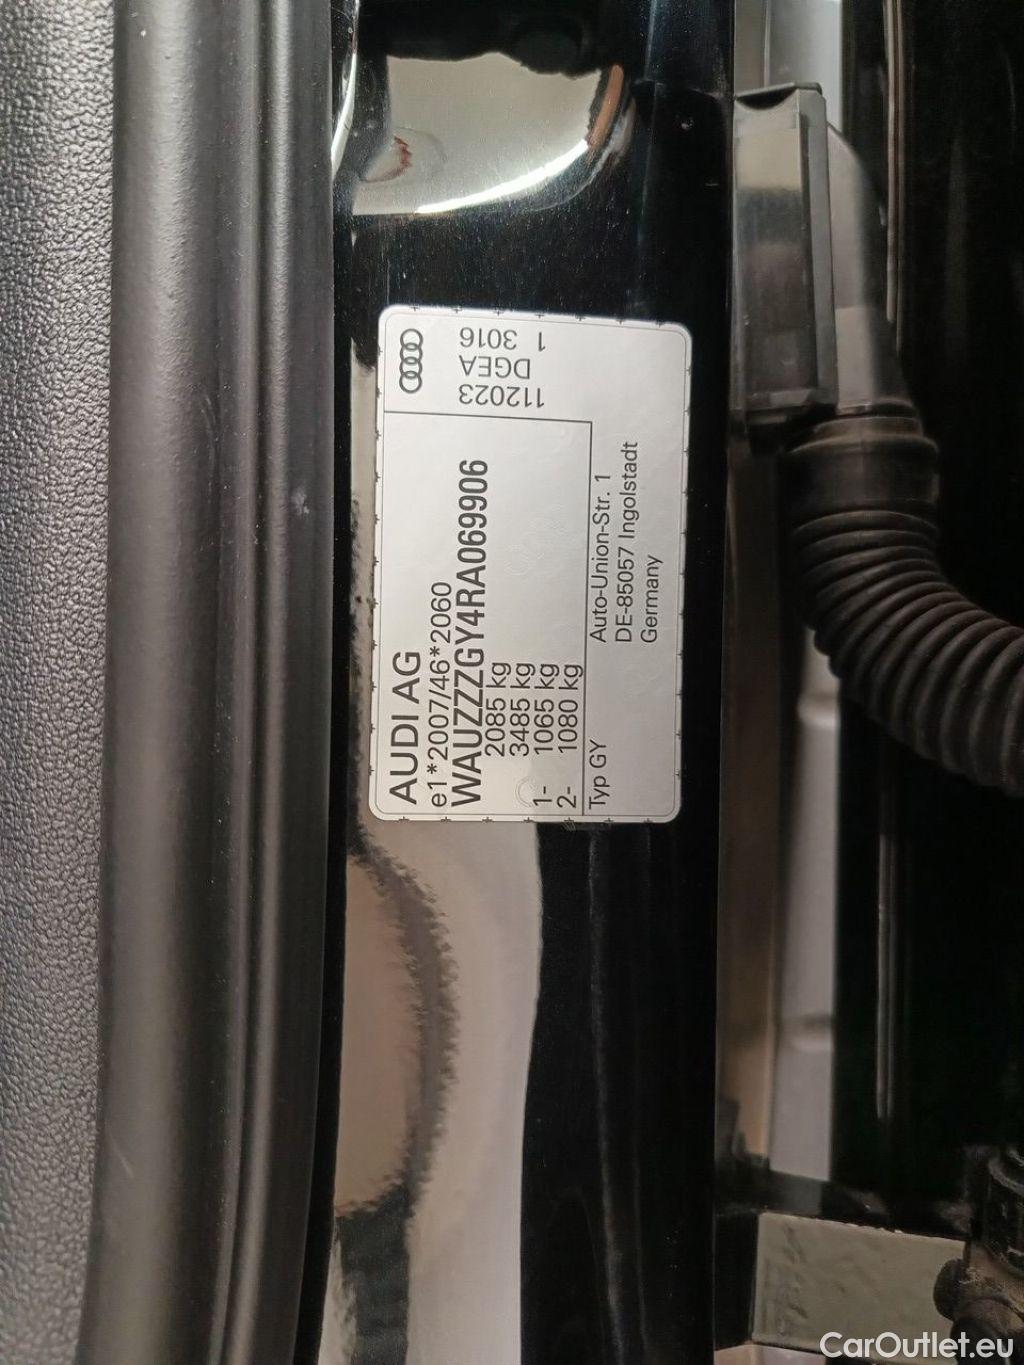 AUDI AG
e1*2007/46*2060
WAUZZZGY4RA069906
2085 kg
3485 kg
1- 1065 kg
2- 1080 kg
Typ GY
Auto-Union-Str. 1
DE-85057 Ingolstadt
Germany
112023
DGEA
3016
1
CarOutlet.eu